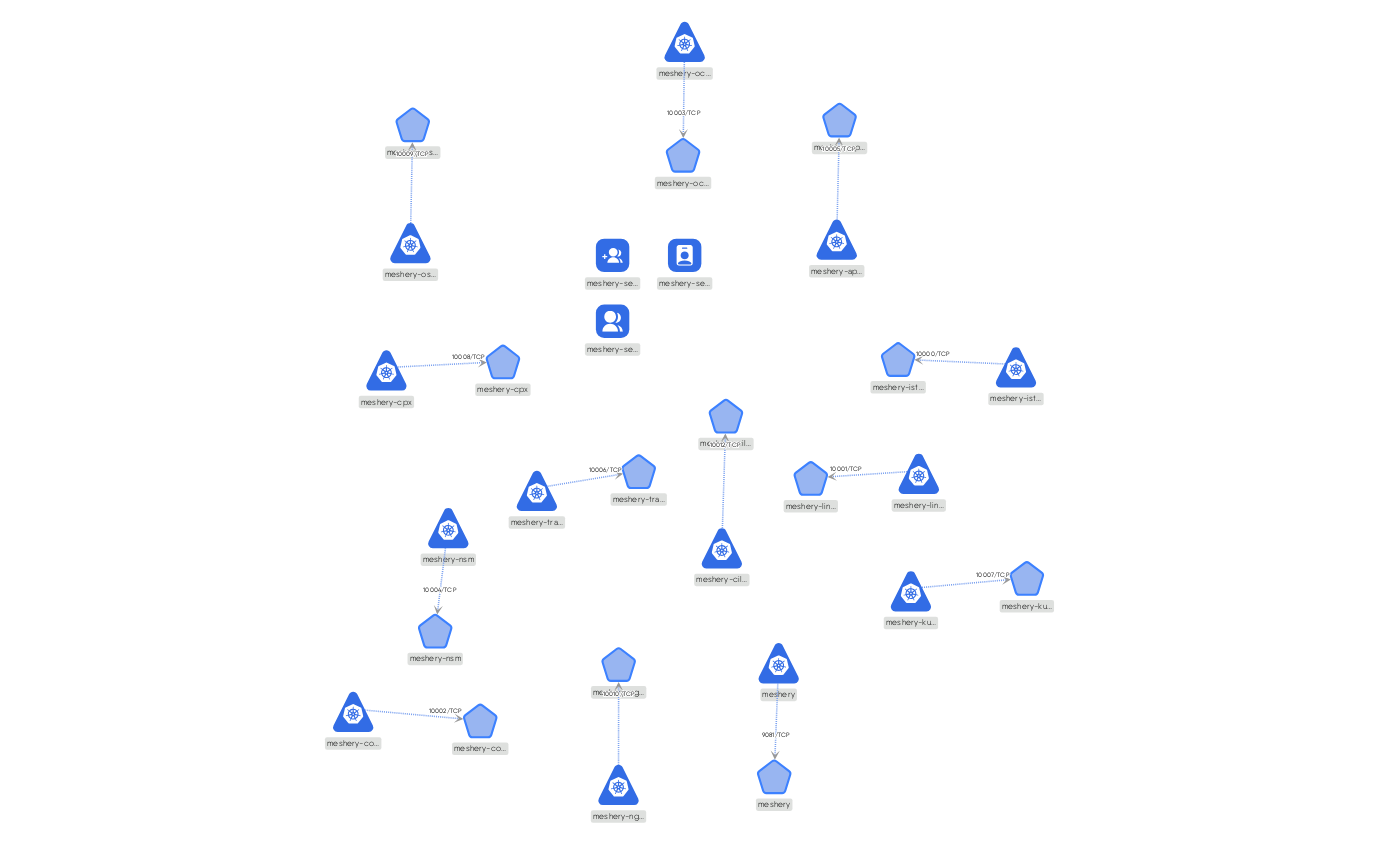 meshery-oc...
10003/TCP
meshery-oc...
10009/TCP
meshery-os...
10005/TCP
meshery-ap...
meshery-se...
meshery-se...
meshery-se...
10008/TCP
meshery-cpx
meshery-cpx
10000/TCP
meshery-ist...
meshery-ist...
10012/TCP
meshery-cil...
10006/TCP
meshery-tra...
meshery-tra...
10001/TCP
meshery-lin...
meshery-lin...
meshery-nsm
10004/TCP
meshery-nsm
10007/TCP
meshery-ku...
meshery-ku...
10010/TCP
meshery-ng...
meshery
9081/TCP
meshery
10002/TCP
meshery-co...
meshery-co...